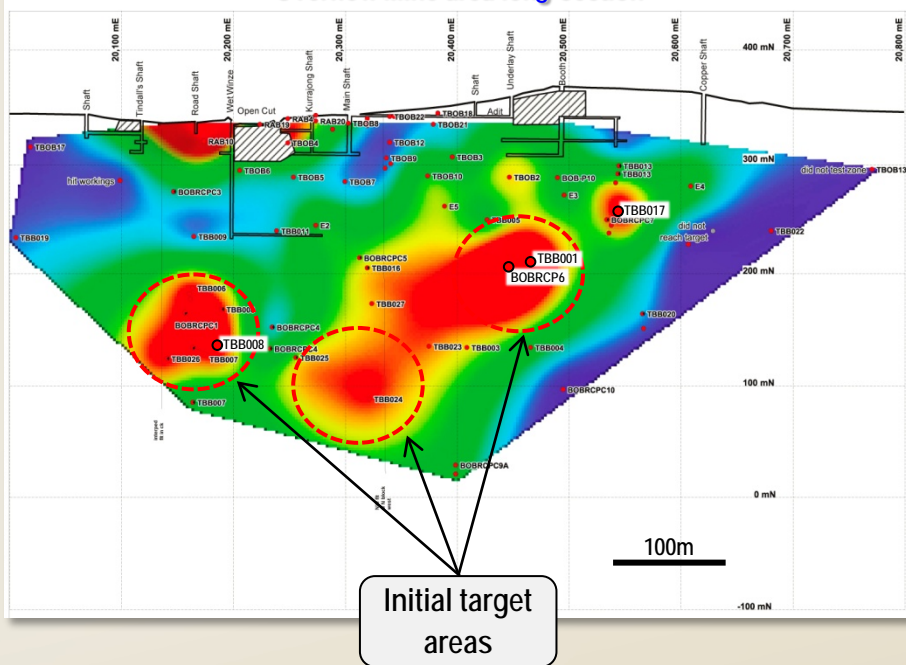 20,100 mE
20,200 mE
20,300 mE
20,400 mE
20,500 mE
20,600 mE
20,700 mE
20,800 mE
400 mN
Shaft
Tindall's Shaft
Road Shaft
Wet Winze
Open Cut
Kurrajong Shaft
Main Shaft
Shaft
Adit
Underlay Shaft
Booth
Copper Shaft
RAB19
RAB20
TBOB8
TBOB22
TBOB18
TBOB21
TBOB17
RAB10
TBOB4
TBOB12
TBOB9
TBOB3
300 mN
hit workings
BOBRCPC3
TBOB6
TBOB5
TBOB7
TBOB10
TBOB2
BOB-P10
TBB013
TBB013
E3
E4
did not test zone
TBOB13
E5
TBB005
TBB017
BOBRCPC7
did not
reach target
TBB019
TBB009
TBB011
E2
TBB022
BOBRCPC5
TBB016
TBB001
BOBRCP6
200 mN
TBB006
BOBRCPC1
TBB027
BOBRCPC4
TBB020
TBB008
TBB026
TBB007
BOBRCPC4
TBB025
TBB023
TBB003
TBB004
TBB007
TBB024
BOBRCPC10
100 mN
BOBRCPC9A
0 mN
100m
Initial target
areas
-100 mN